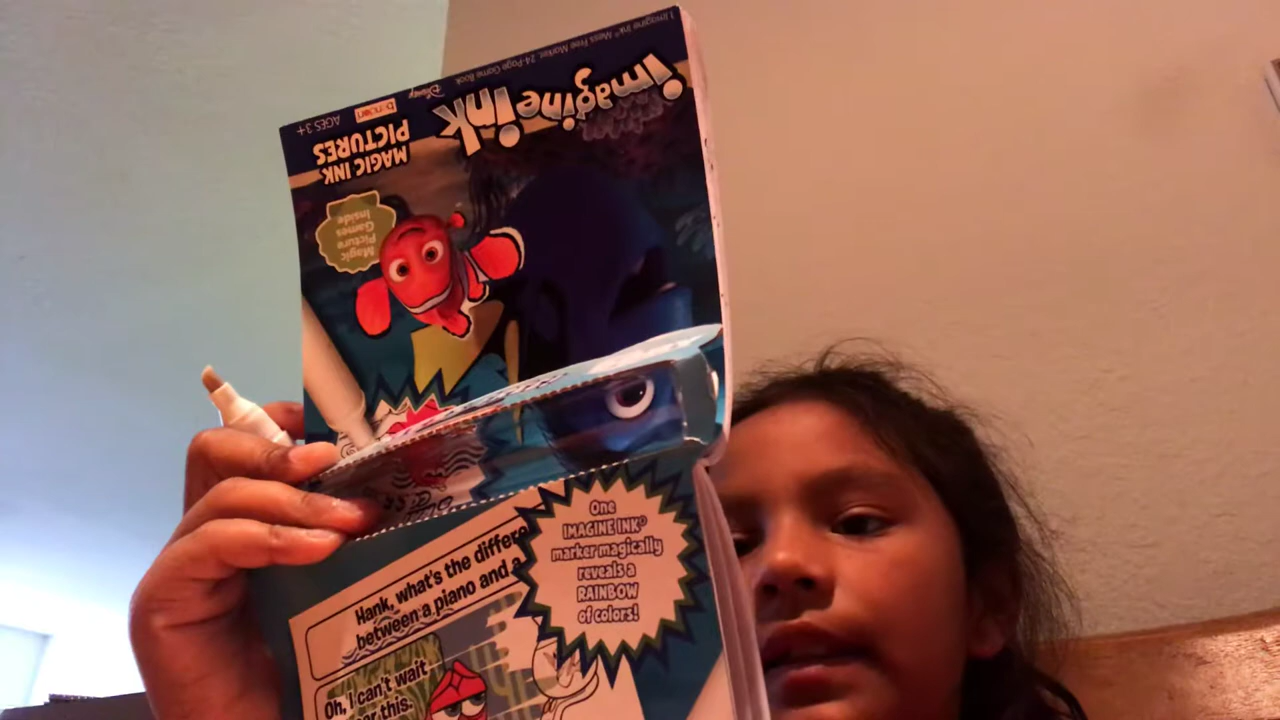 1 Imagine Ink® Mess Free Marker, 24-Page Game Book
imagine ink
Disney
bendon
AGES 3+
MAGIC INK
PICTURES
Magic
Picture
Games
Inside
One
IMAGINE INK®
marker magically
reveals a
RAINBOW
of colors!
Hank, what's the differe
between a piano and a
Oh, I can't wait
this.